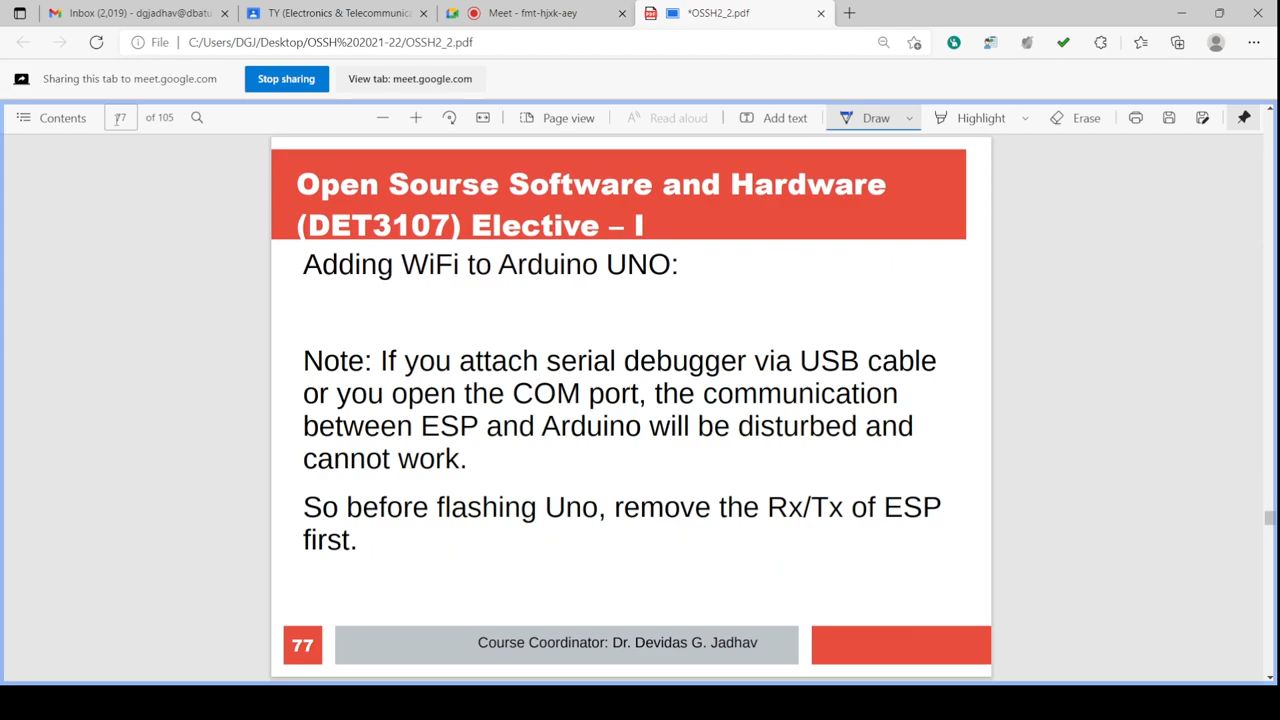 Inbox (2,019) - dgjadhav@dbatu
TY (Electronics & Telecommunica
Meet - fmt-hjxk-aey
*OSSH2_2.pdf
File
C:/Users/DGJ/Desktop/OSSH%202021-22/OSSH2_2.pdf
Sharing this tab to meet.google.com
Stop sharing
View tab: meet.google.com
Contents
77
of 105
Page view
Read aloud
Add text
Draw
Highlight
Erase
Open Sourse Software and Hardware
(DET3107) Elective – I
Adding WiFi to Arduino UNO:
Note: If you attach serial debugger via USB cable
or you open the COM port, the communication
between ESP and Arduino will be disturbed and
cannot work.
So before flashing Uno, remove the Rx/Tx of ESP
first.
77
Course Coordinator: Dr. Devidas G. Jadhav